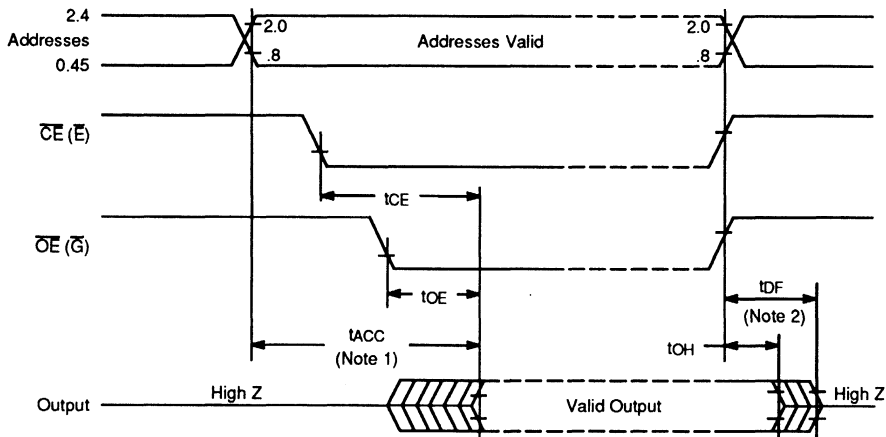 2.4
Addresses
0.45
2.0
.8
Addresses Valid
2.0
.8
CE (E)
tCE
OE (G)
tOE
tDF
(Note 2)
tACC
(Note 1)
tOH
Output
High Z
Valid Output
High Z